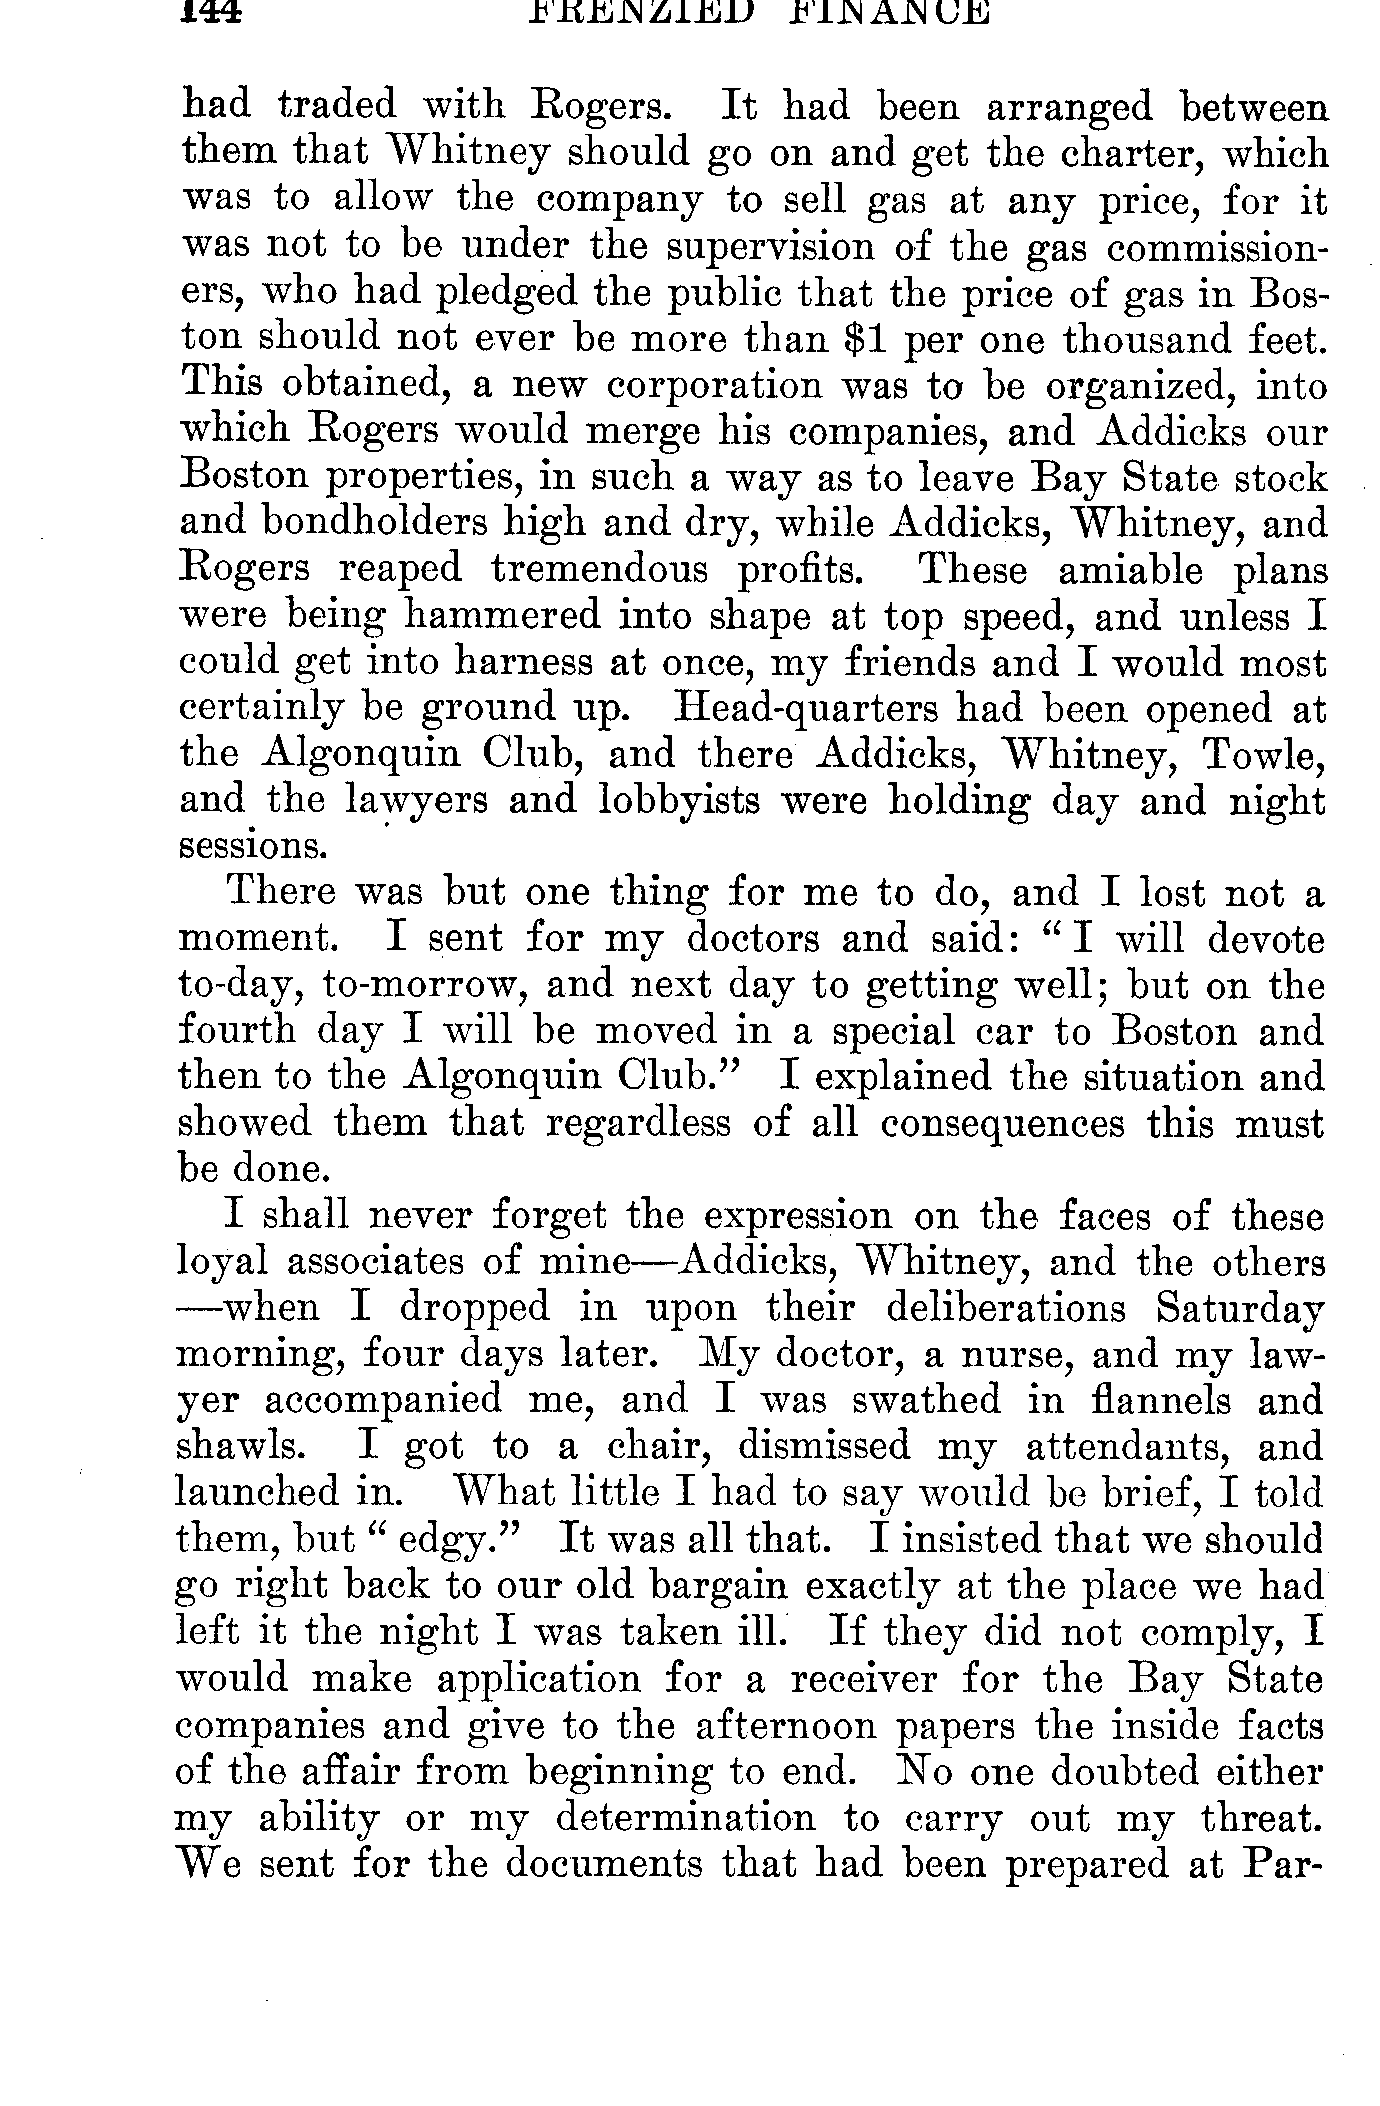 144 FRENZIED FINANCE
had traded with Rogers. It had been arranged between
them that Whitney should go on and get the charter, which
was to allow the company to sell gas at any price, for it
was not to be under the supervision of the gas commission-
ers, who had pledged the public that the price of gas in Bos-
ton should not ever be more than $1 per one thousand feet.
This obtained, a new corporation was to be organized, into
which Rogers would merge his companies, and Addicks our
Boston properties, in such a way as to leave Bay State stock
and bondholders high and dry, while Addicks, Whitney, and
Rogers reaped tremendous profits. These amiable plans
were being hammered into shape at top speed, and unless I
could get into harness at once, my friends and I would most
certainly be ground up. Head-quarters had been opened at
the Algonquin Club, and there Addicks, Whitney, Towle,
and the lawyers and lobbyists were holding day and night
sessions.
There was but one thing for me to do, and I lost not a
moment. I sent for my doctors and said: “ I will devote
to-day, to-morrow, and next day to getting well; but on the
fourth day I will be moved in a special car to Boston and
then to the Algonquin Club.” I explained the situation and
showed them that regardless of all consequences this must
be done.
I shall never forget the expression on the faces of these
loyal associates of mine—Addicks, Whitney, and the others
—when I dropped in upon their deliberations Saturday
morning, four days later. My doctor, a nurse, and my law-
yer accompanied me, and I was swathed in flannels and
shawls. I got to a chair, dismissed my attendants, and
launched in. What little I had to say would be brief, I told
them, but “ edgy.” It was all that. I insisted that we should
go right back to our old bargain exactly at the place we had
left it the night I was taken ill. If they did not comply, I
would make application for a receiver for the Bay State
companies and give to the afternoon papers the inside facts
of the affair from beginning to end. No one doubted either
my ability or my determination to carry out my threat.
We sent for the documents that had been prepared at Par-